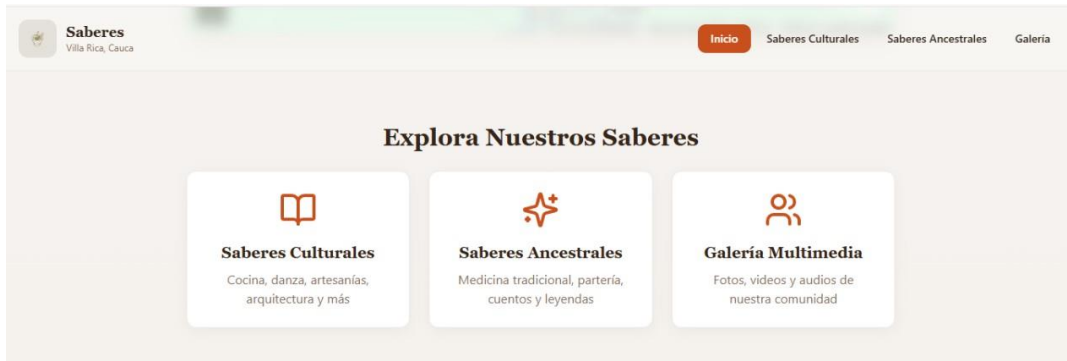 Saberes
Villa Rica, Cauca
Inicio
Saberes Culturales
Saberes Ancestrales
Galería
Explora Nuestros Saberes
Saberes Culturales
Cocina, danza, artesanías,
arquitectura y más
Saberes Ancestrales
Medicina tradicional, partería,
cuentos y leyendas
Galería Multimedia
Fotos, videos y audios de
nuestra comunidad